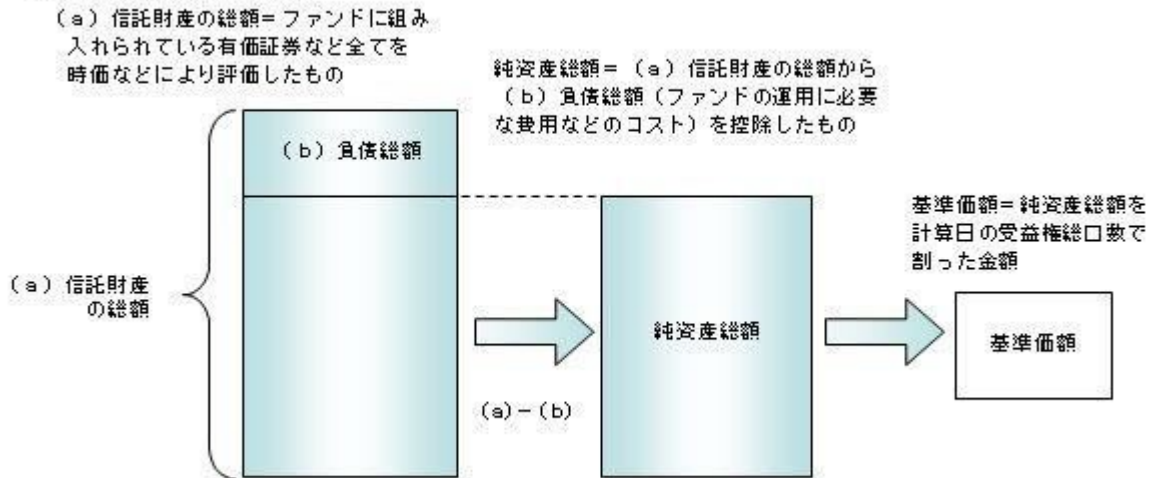 (a)信託財産の総額=ファンドに組み
入れられている有価証券など全てを
時価などにより評価したもの
純資産総額=(a)信託財産の総額から
(b)負債総額(ファンドの運用に必要
な費用などのコスト)を控除したもの
(b)負債総額
基準価額=純資産総額を
計算日の受益権総口数で
割った金額
(a)信託財産
の総額
純資産総額
基準価額
(a)-(b)